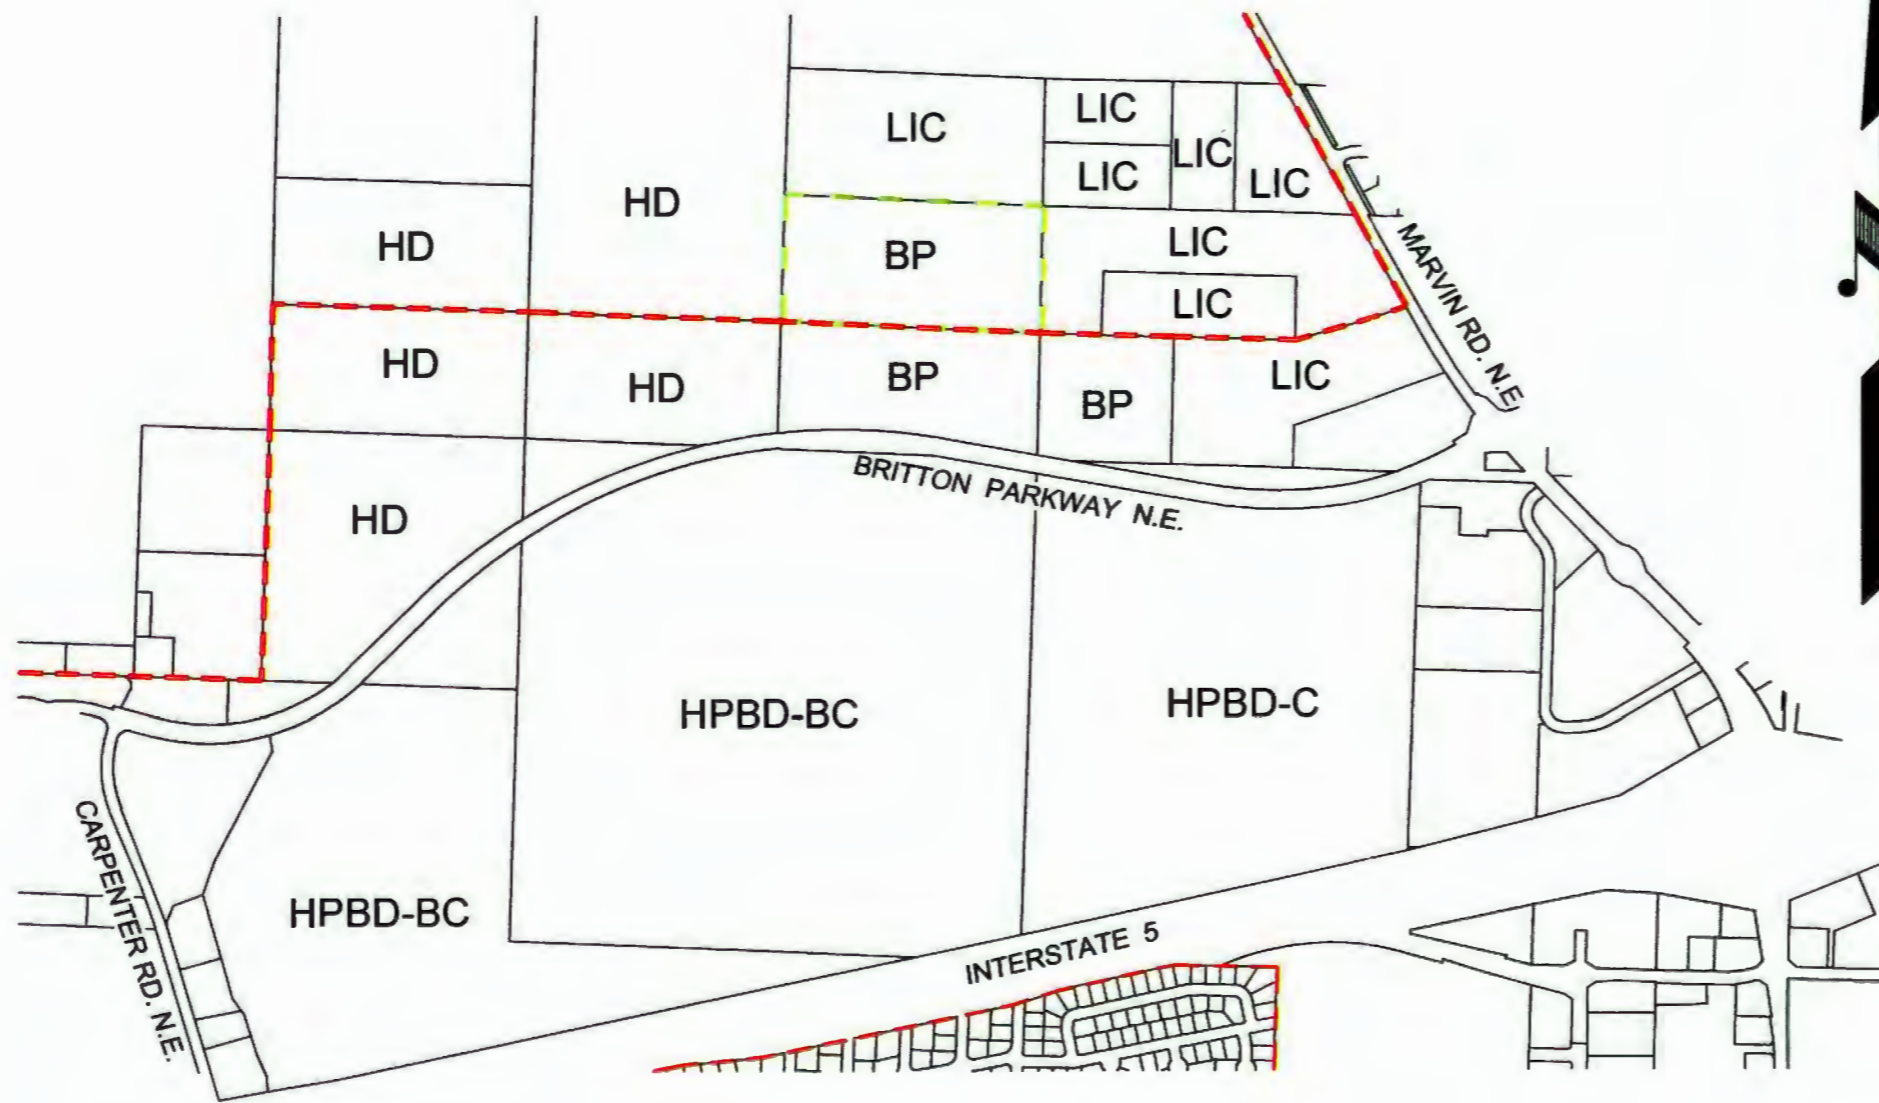 LIC
LIC
LIC
LIC
LIC
HD
HD
BP
LIC
LIC
MARVIN RD. N.E.
HD
HD
BP
BP
LIC
BRITTON PARKWAY N.E.
HD
HPBD-BC
HPBD-C
CARPENTER RD. N.E.
HPBD-BC
INTERSTATE 5